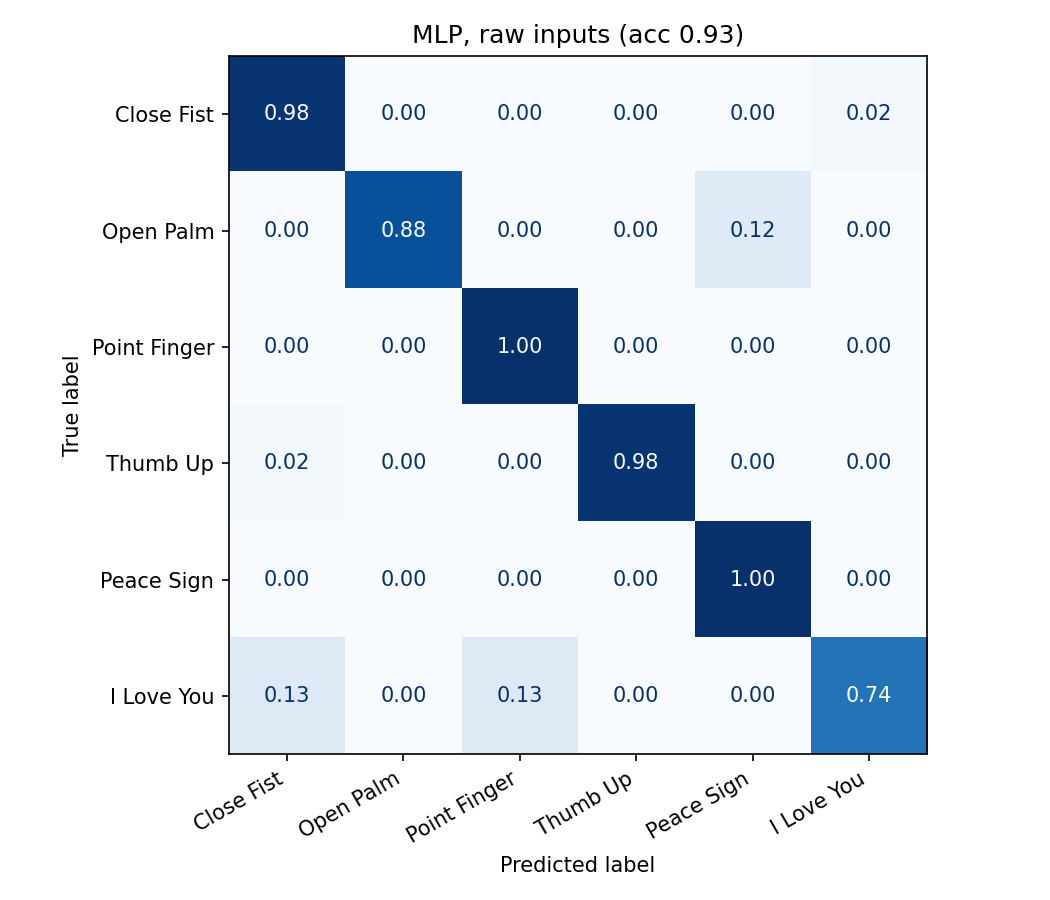 MLP, raw inputs (acc 0.93)
Close Fist 0.98 0.00 0.00 0.00 0.00 0.02
Open Palm 0.00 0.88 0.00 0.00 0.12 0.00
Point Finger 0.00 0.00 1.00 0.00 0.00 0.00
Thumb Up 0.02 0.00 0.00 0.98 0.00 0.00
Peace Sign 0.00 0.00 0.00 0.00 1.00 0.00
I Love You 0.13 0.00 0.13 0.00 0.00 0.74
True label
Close Fist Open Palm Point Finger Thumb Up Peace Sign I Love You
Predicted label